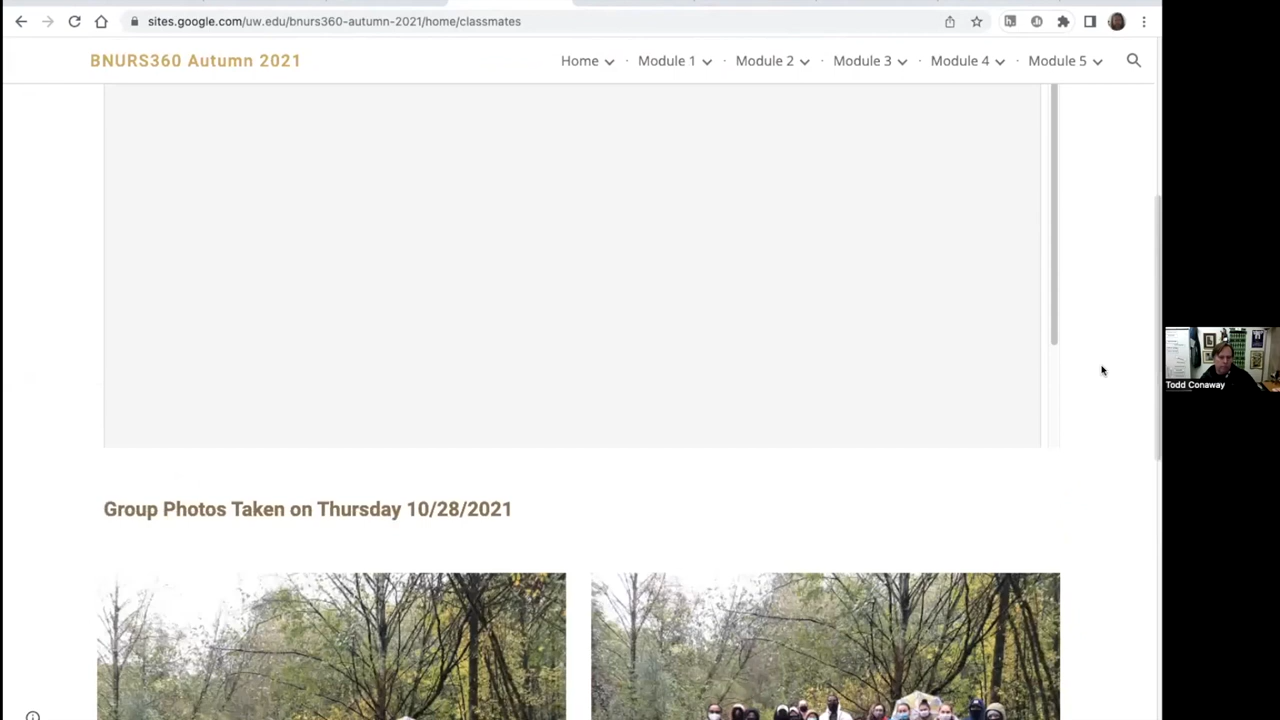 sites.google.com/uw.edu/bnurs360-autumn-2021/home/classmates
BNURS360 Autumn 2021
Home · Module 1 · Module 2 · Module 3 · Module 4 · Module 5
Todd Conaway
Group Photos Taken on Thursday 10/28/2021